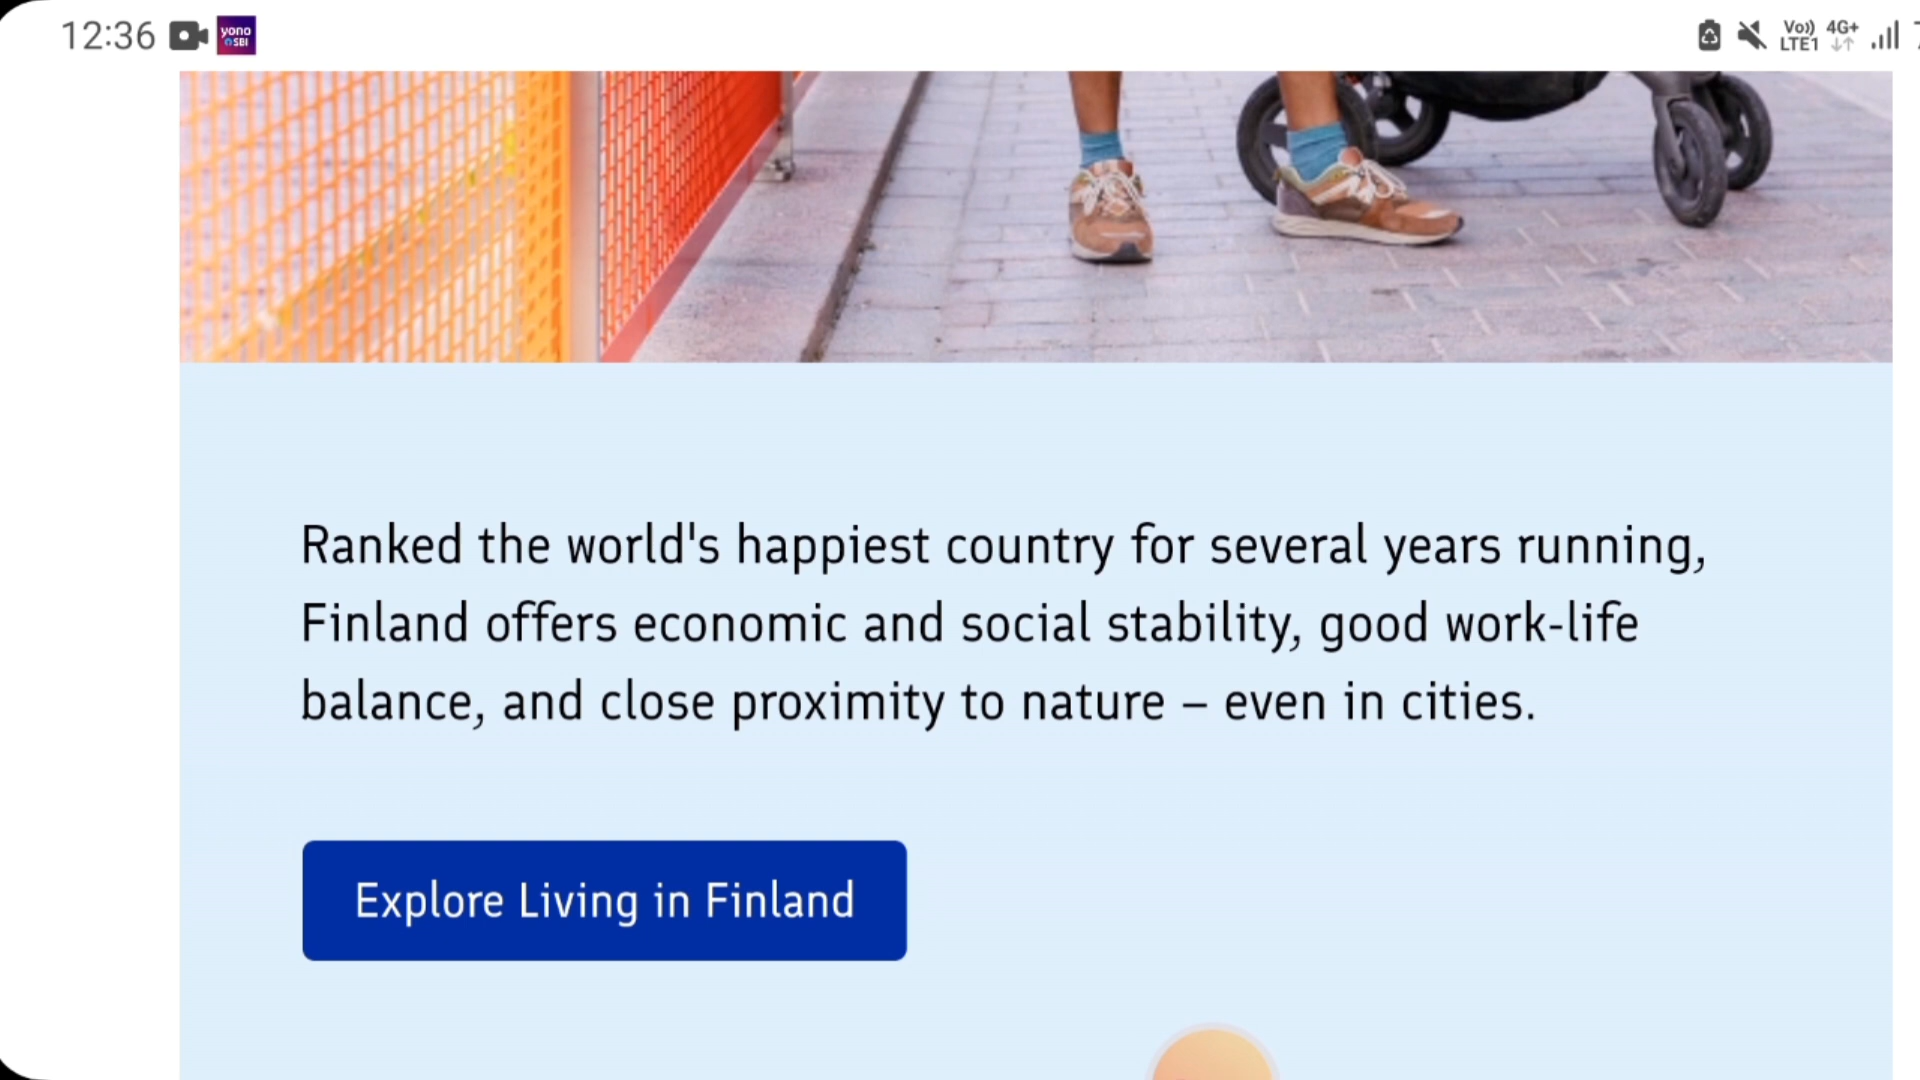 12:36
yono
SBI
Vo))
LTE1
4G+
Ranked the world's happiest country for several years running,
Finland offers economic and social stability, good work-life
balance, and close proximity to nature – even in cities.
Explore Living in Finland